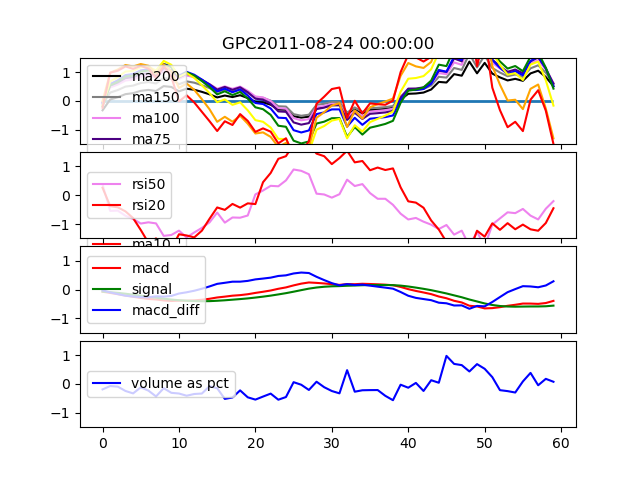 GPC2011-08-24 00:00:00
1
0
−1
ma200
ma150
ma100
ma75
1
0
−1
rsi50
rsi20
ma10
1
0
−1
macd
signal
macd_diff
1
0
−1
volume as pct
0 10 20 30 40 50 60